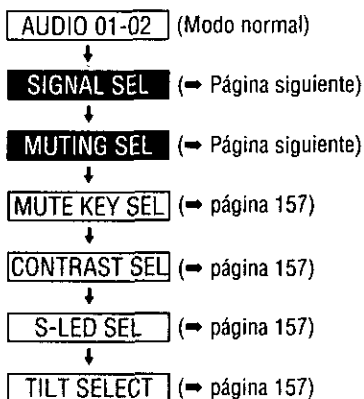 AUDIO 01-02 (Modo normal)
SIGNAL SEL (➡ Página siguiente)
MUTING SEL (➡ Página siguiente)
MUTE KEY SEL (➡ página 157)
CONTRAST SEL (➡ página 157)
S-LED SEL (➡ página 157)
TILT SELECT (➡ página 157)